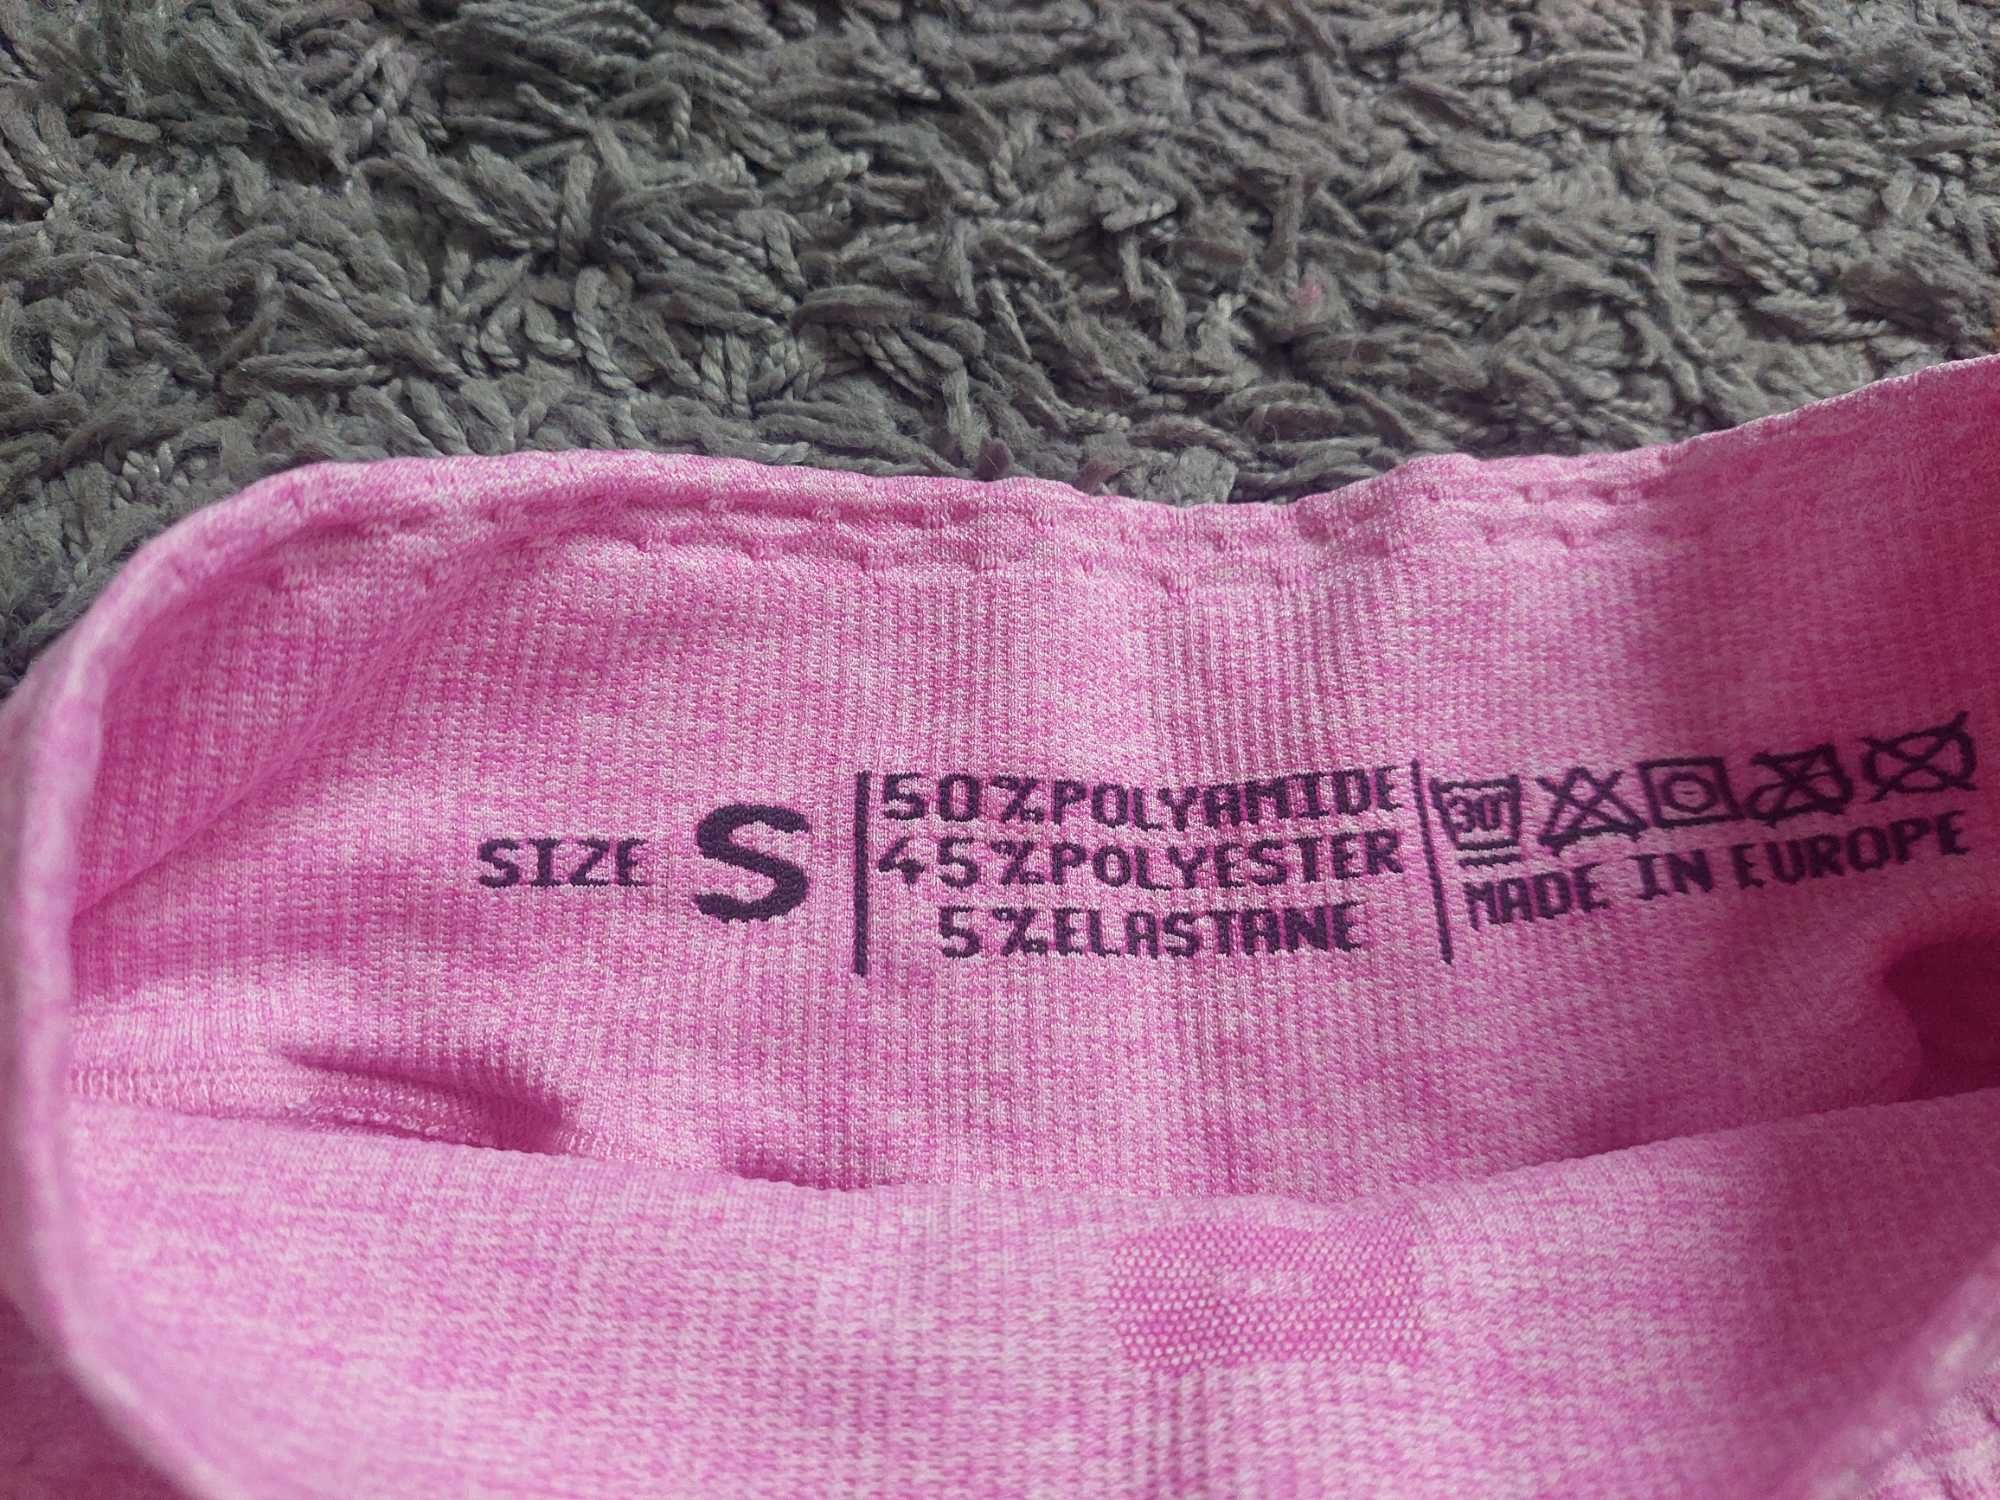 SIZE S
50% POLYAMIDE
45% POLYESTER
5% ELASTANE
30°
MADE IN EUROPE